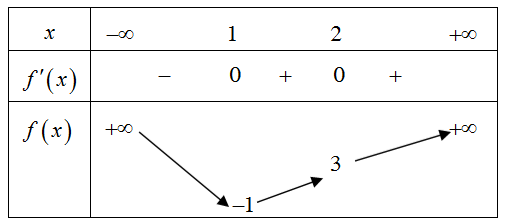 x −∞ 1 2 +∞
f′(x) − 0 + 0 +
f(x) +∞ +∞
3
−1